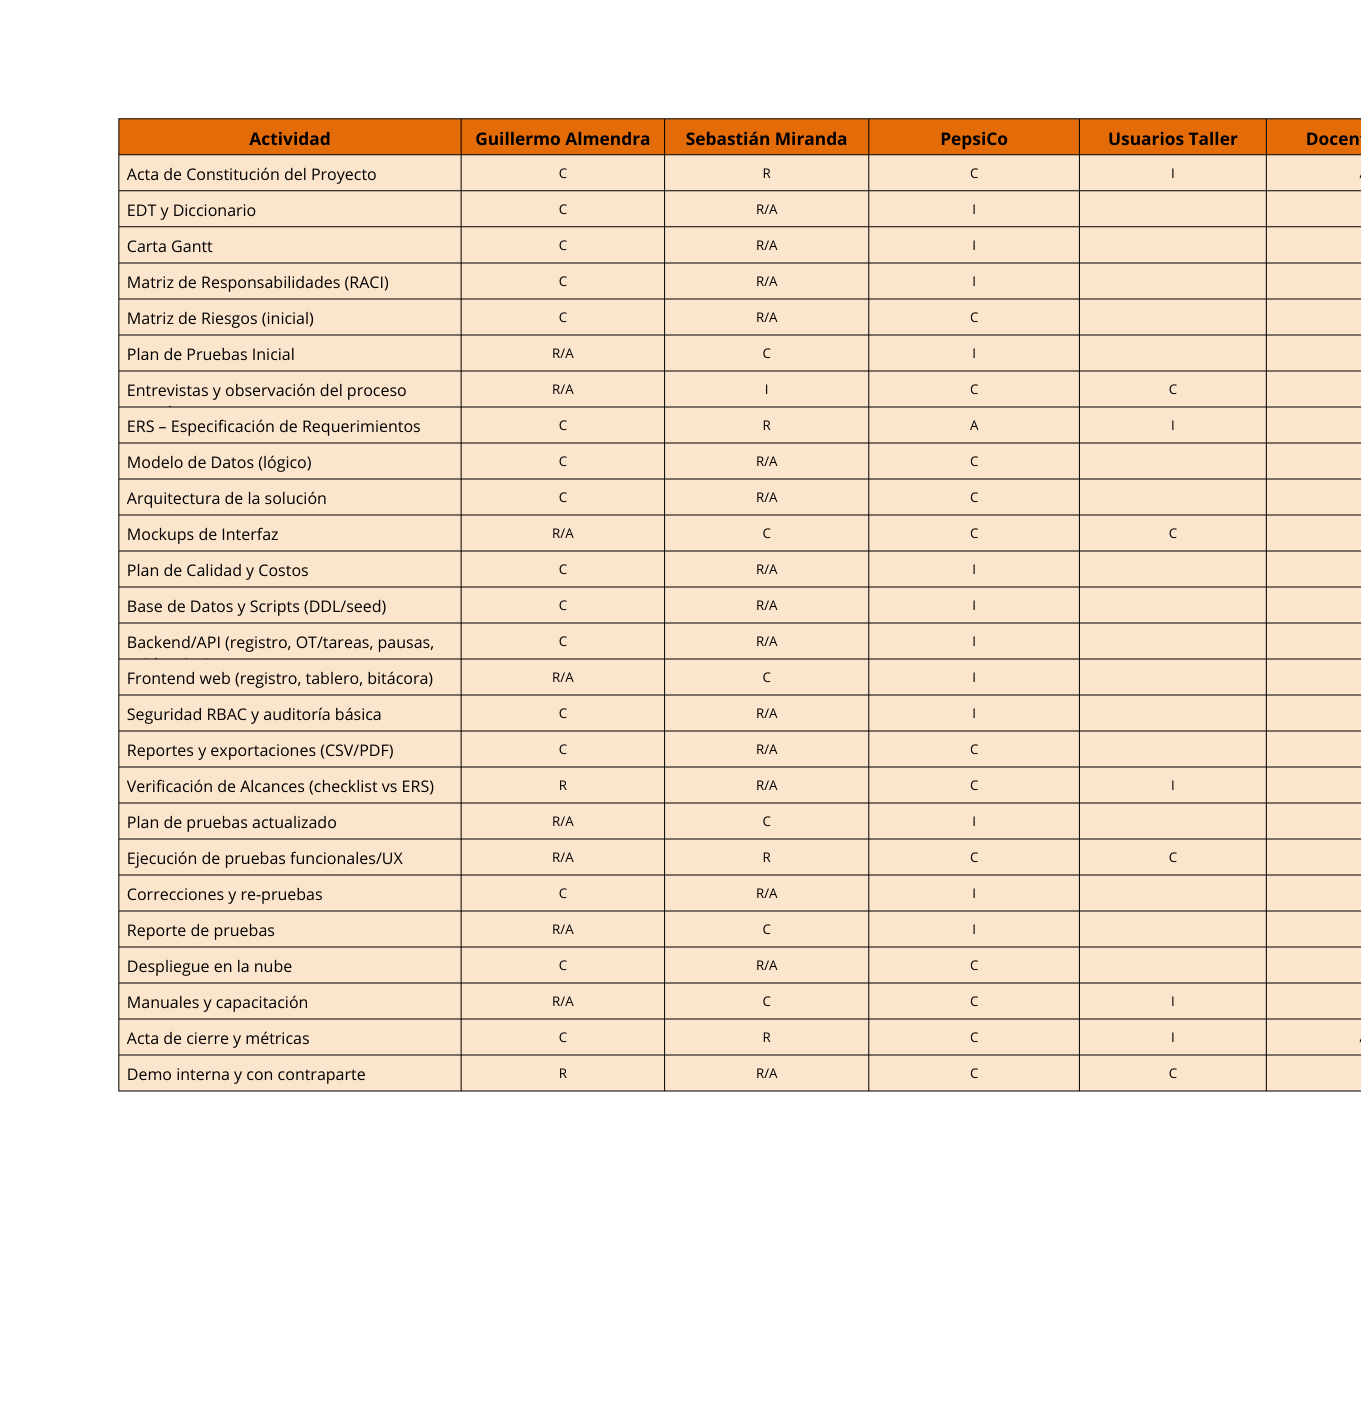 Actividad Guillermo Almendra Sebastián Miranda PepsiCo Usuarios Taller
Acta de Constitución del Proyecto C R C I
EDT y Diccionario C R/A I
Carta Gantt C R/A I
Matriz de Responsabilidades (RACI) C R/A I
Matriz de Riesgos (inicial) C R/A C
Plan de Pruebas Inicial R/A C I
Entrevistas y observación del proceso R/A I C C
ERS – Especificación de Requerimientos C R A I
Modelo de Datos (lógico) C R/A C
Arquitectura de la solución C R/A C
Mockups de Interfaz R/A C C C
Plan de Calidad y Costos C R/A I
Base de Datos y Scripts (DDL/seed) C R/A I
Backend/API (registro, OT/tareas, pausas, C R/A I
Frontend web (registro, tablero, bitácora) R/A C I
Seguridad RBAC y auditoría básica C R/A I
Reportes y exportaciones (CSV/PDF) C R/A C
Verificación de Alcances (checklist vs ERS) R R/A C I
Plan de pruebas actualizado R/A C I
Ejecución de pruebas funcionales/UX R/A R C C
Correcciones y re-pruebas C R/A I
Reporte de pruebas R/A C I
Despliegue en la nube C R/A C
Manuales y capacitación R/A C C I
Acta de cierre y métricas C R C I
Demo interna y con contraparte R R/A C C